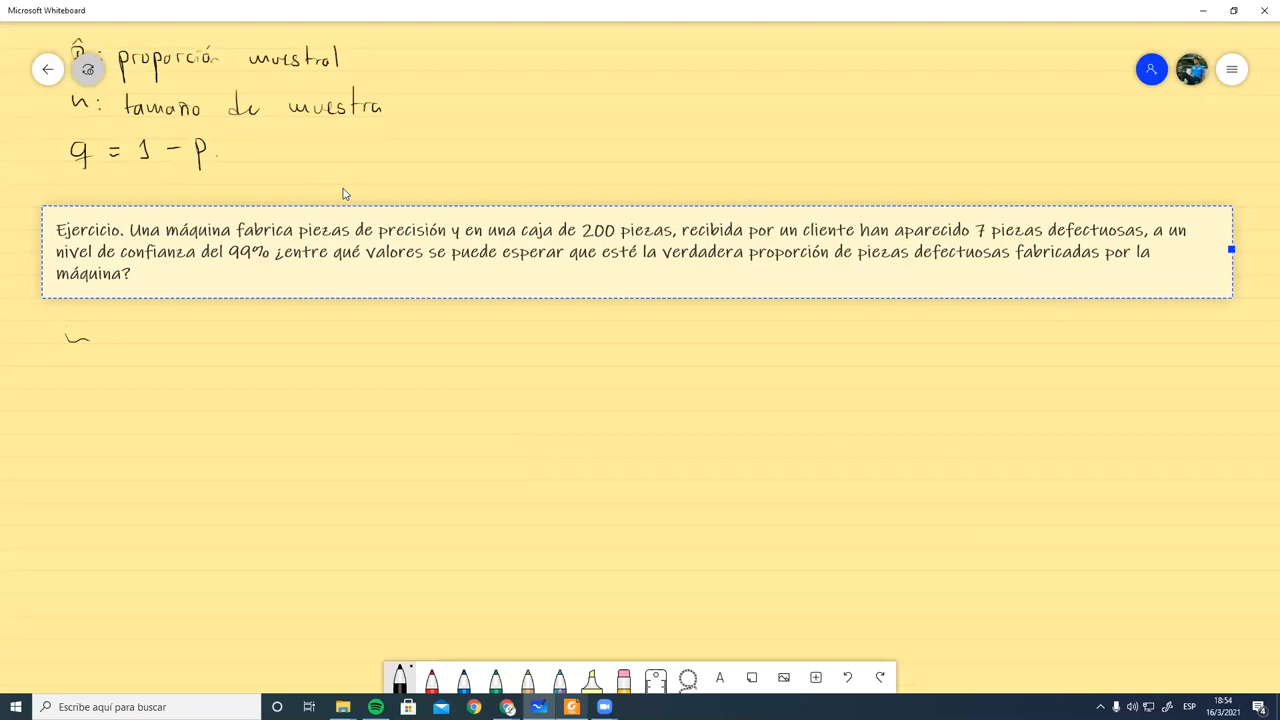 Microsoft Whiteboard
p̂: proporción muestral
n: tamaño de muestra
q = 1 - p.
Ejercicio. Una máquina fabrica piezas de precisión y en una caja de 200 piezas, recibida por un cliente han aparecido 7 piezas defectuosas, a un
nivel de confianza del 99% ¿entre qué valores se puede esperar que esté la verdadera proporción de piezas defectuosas fabricadas por la
máquina?
A
Escribe aquí para buscar
ESP
18:54
16/3/2021
4